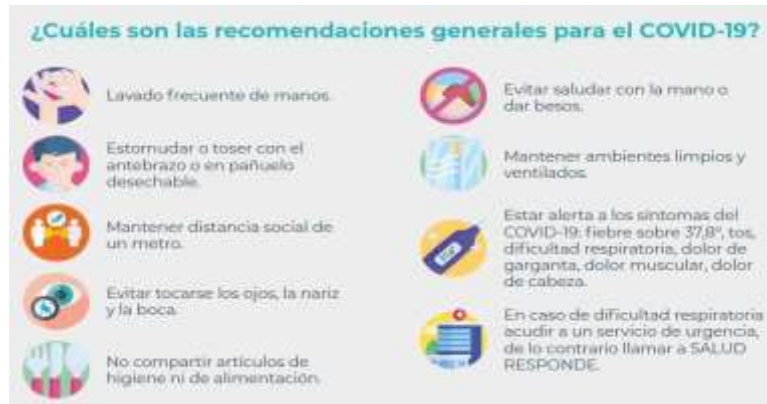 ¿Cuáles son las recomendaciones generales para el COVID-19?
Lavado frecuente de manos.
Estornudar o toser con el
antebrazo o en pañuelo
desechable.
Mantener distancia social de
un metro.
Evitar tocarse los ojos, la nariz
y la boca.
No compartir artículos de
higiene ni de alimentación.
Evitar saludar con la mano o
dar besos.
Mantener ambientes limpios y
ventilados.
Estar alerta a los síntomas del
COVID-19: fiebre sobre 37,8°, tos,
dificultad respiratoria, dolor de
garganta, dolor muscular, dolor
de cabeza.
En caso de dificultad respiratoria
acudir a un servicio de urgencia,
de lo contrario llamar a SALUD
RESPONDE.